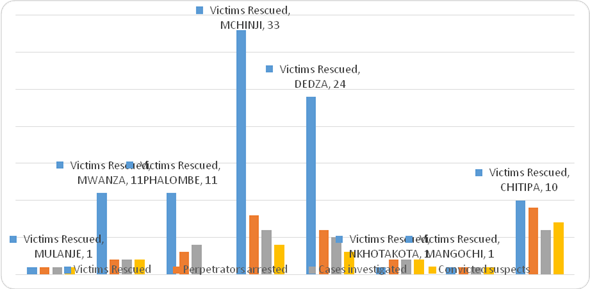 Victims Rescued,
MCHINJI, 33
Victims Rescued,
DEDZA, 24
Victims Rescued,
MWANZA, 11
Victims Rescued,
PHALOMBE, 11
Victims Rescued,
CHITIPA, 10
Victims Rescued,
MULANJE, 1
Victims Rescued,
NKHOTAKOTA, 1
Victims Rescued,
MANGOCHI, 1
Victims Rescued
Perpetrators arrested
Cases investigated
Convicted suspects